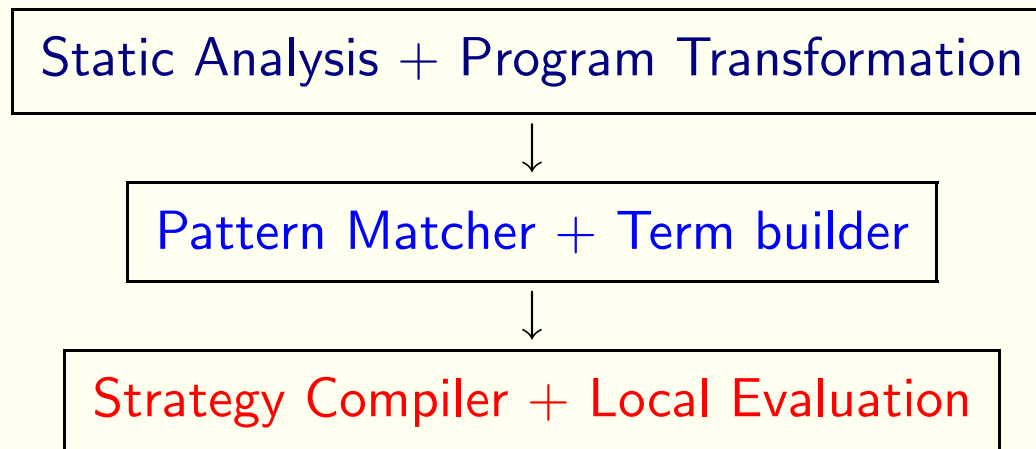 Static Analysis + Program Transformation
Pattern Matcher + Term builder
Strategy Compiler + Local Evaluation